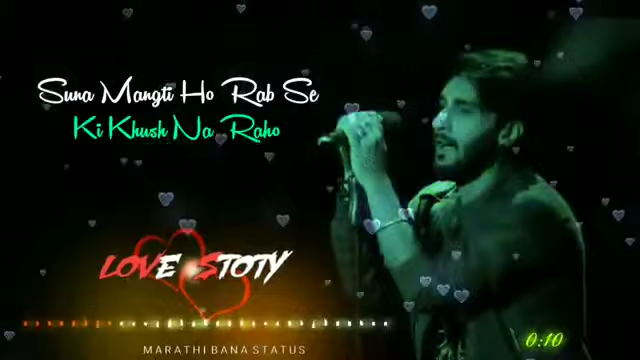 Suna Mangti Ho Rab Se
Ki Khush Na Raho
LOVE STOTY
MARATHI BANA STATUS
0:10